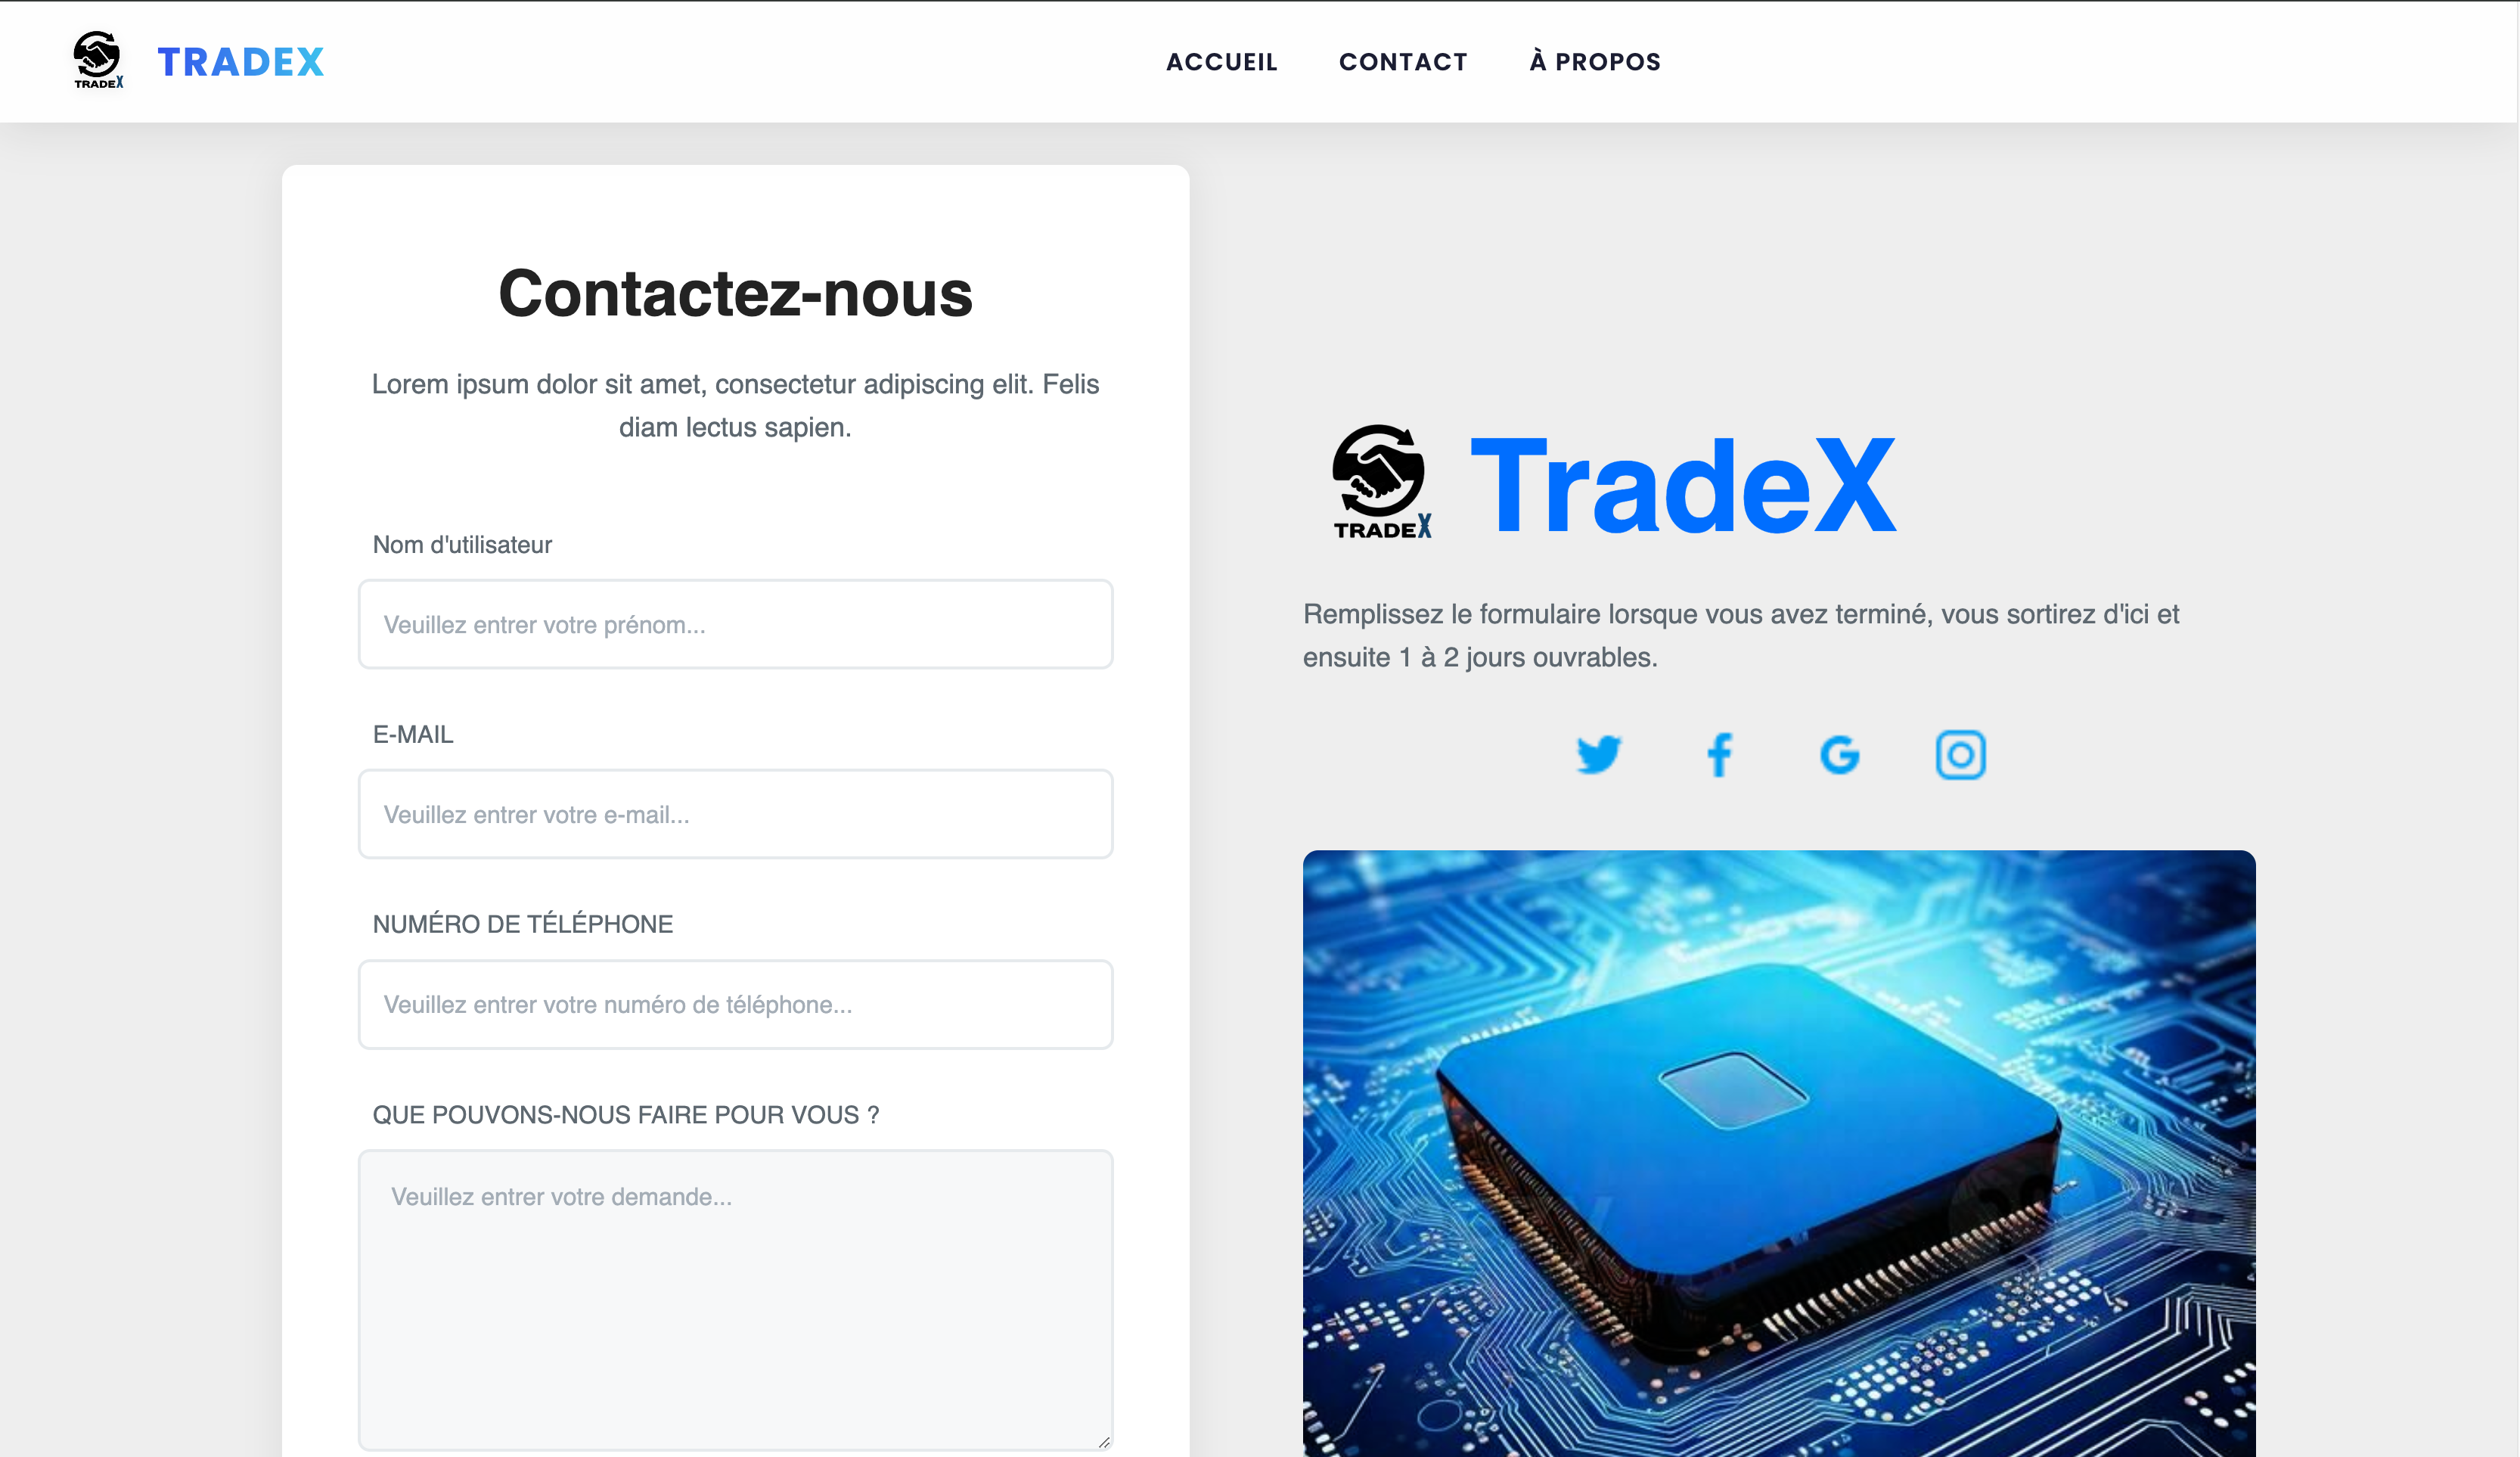 TRADEX
TRADEX
ACCUEIL
CONTACT
À PROPOS
Contactez-nous
Lorem ipsum dolor sit amet, consectetur adipiscing elit. Felis
diam lectus sapien.
Nom d'utilisateur
Veuillez entrer votre prénom...
E-MAIL
Veuillez entrer votre e-mail...
NUMÉRO DE TÉLÉPHONE
Veuillez entrer votre numéro de téléphone...
QUE POUVONS-NOUS FAIRE POUR VOUS ?
Veuillez entrer votre demande...
TRADEX
TradeX
Remplissez le formulaire lorsque vous avez terminé, vous sortirez d'ici et
ensuite 1 à 2 jours ouvrables.